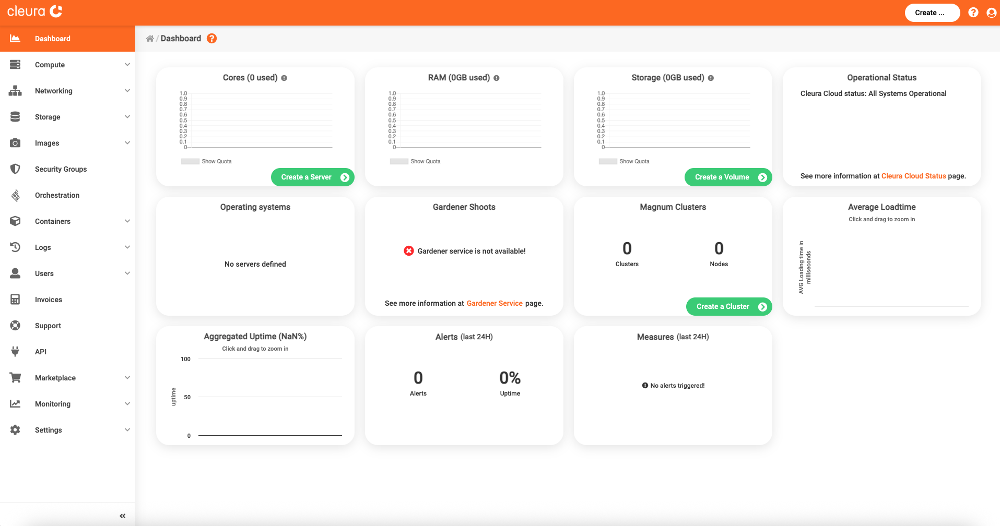 cleura
Create ...
Dashboard
Compute
Networking
Storage
Images
Security Groups
Orchestration
Containers
Logs
Users
Invoices
Support
API
Marketplace
Monitoring
Settings
/ Dashboard
Cores (0 used)
1.0
0.9
0.8
0.7
0.6
0.5
0.4
0.3
0.2
0.1
0
Show Quota
Create a Server
RAM (0GB used)
1.0
0.9
0.8
0.7
0.6
0.5
0.4
0.3
0.2
0.1
0
Show Quota
Storage (0GB used)
1.0
0.9
0.8
0.7
0.6
0.5
0.4
0.3
0.2
0.1
0
Show Quota
Create a Volume
Operational Status
Cleura Cloud status: All Systems Operational
See more information at Cleura Cloud Status page.
Operating systems
No servers defined
Gardener Shoots
Gardener service is not available!
See more information at Gardener Service page.
Magnum Clusters
0
Clusters
0
Nodes
Create a Cluster
Average Loadtime
Click and drag to zoom in
AVG Loading time in
milliseconds
Aggregated Uptime (NaN%)
Click and drag to zoom in
100
50
0
uptime
Alerts (last 24H)
0
Alerts
0%
Uptime
Measures (last 24H)
No alerts triggered!